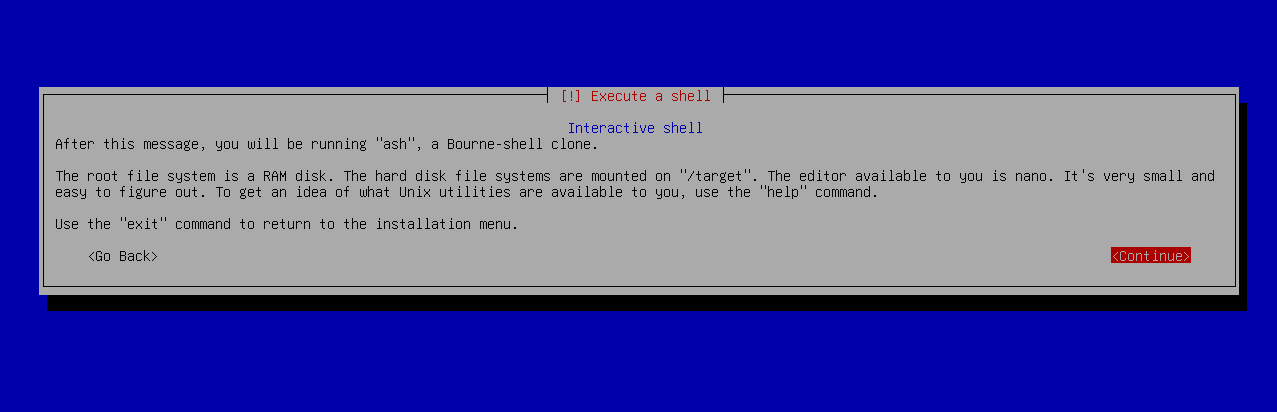 [!] Execute a shell
Interactive shell
After this message, you will be running "ash", a Bourne-shell clone.
The root file system is a RAM disk. The hard disk file systems are mounted on "/target". The editor available to you is nano. It's very small and
easy to figure out. To get an idea of what Unix utilities are available to you, use the "help" command.
Use the "exit" command to return to the installation menu.
<Go Back> <Continue>